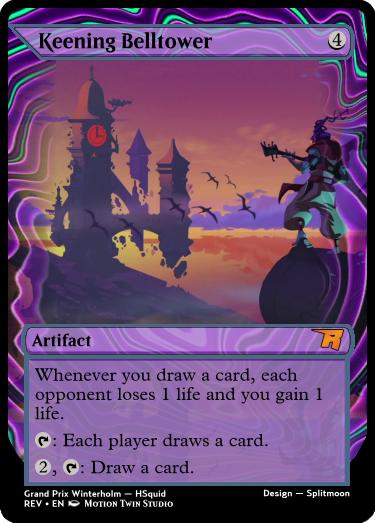 Keening Belltower 4
Artifact
Whenever you draw a card, each
opponent loses 1 life and you gain 1
life.
: Each player draws a card.
2, : Draw a card.
Grand Prix Winterholm — HSquid
Design — Splitmoon
REV • EN Motion Twin Studio